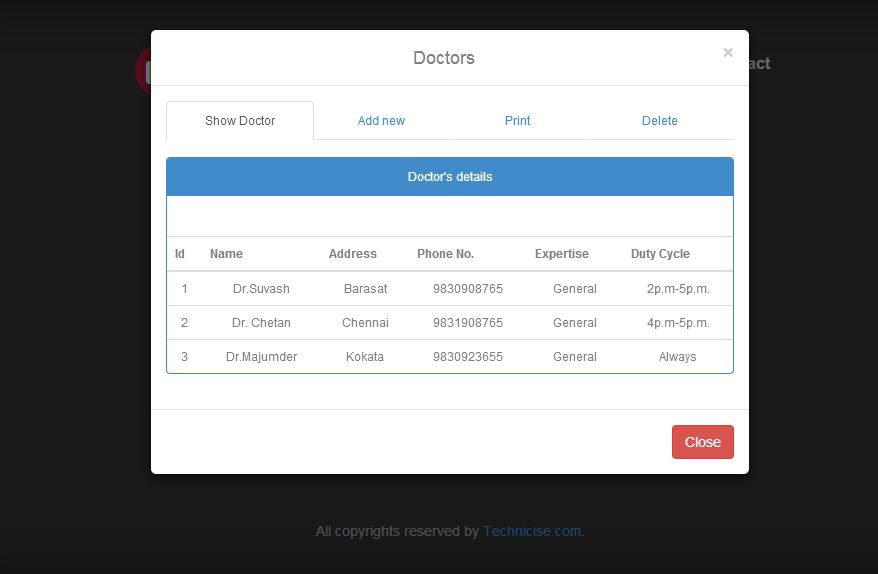 Doctors ×
act
Show Doctor Add new Print Delete
Doctor's details
Id Name Address Phone No. Expertise Duty Cycle
1 Dr.Suvash Barasat 9830908765 General 2p.m-5p.m.
2 Dr. Chetan Chennai 9831908765 General 4p.m-5p.m.
3 Dr.Majumder Kokata 9830923655 General Always
Close
All copyrights reserved by Technicise.com.